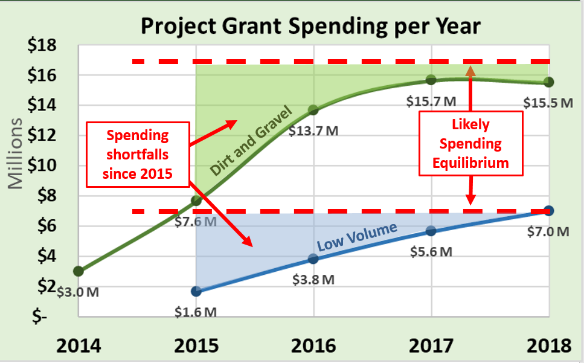 Project Grant Spending per Year
Millions
$18
$16
$14
$12
$10
$8
$6
$4
$2
$-
Spending
shortfalls
since 2015
Dirt and Gravel
Likely
Spending
Equilibrium
Low Volume
$3.0 M
$7.6 M
$13.7 M
$15.7 M
$15.5 M
$1.6 M
$3.8 M
$5.6 M
$7.0 M
2014 2015 2016 2017 2018